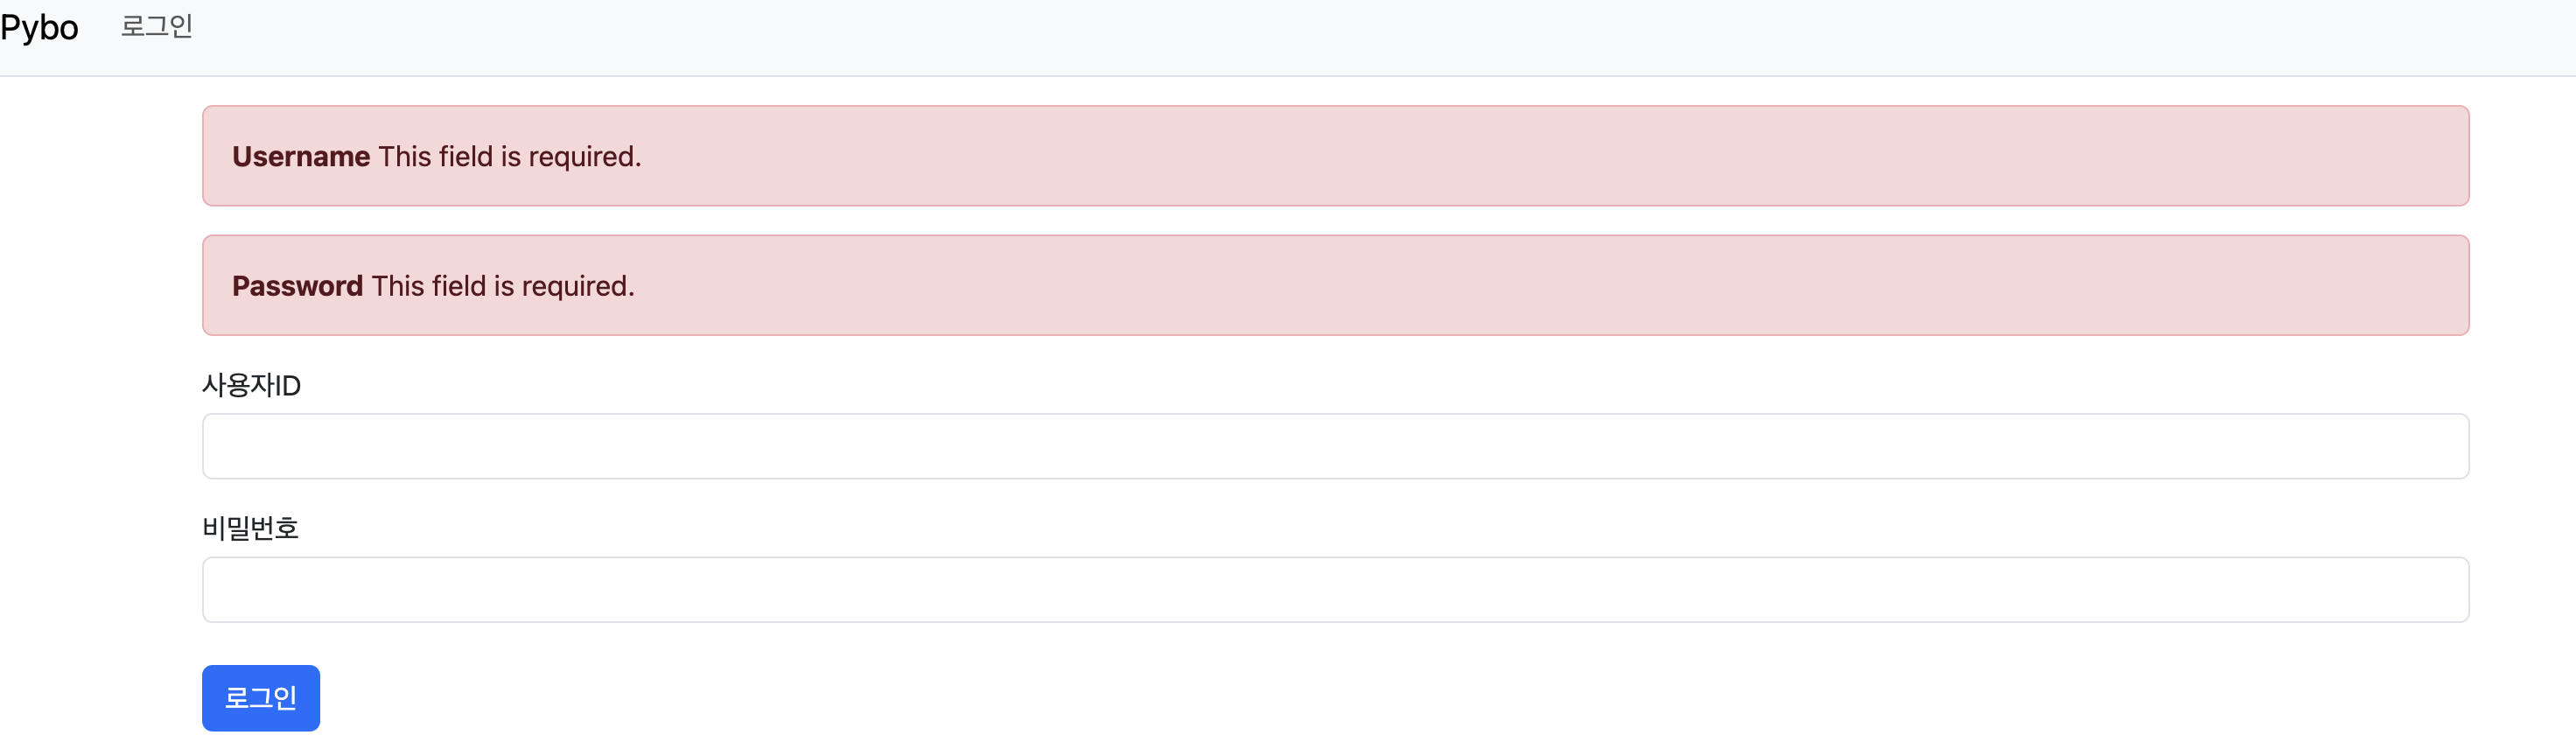 Pybo 로그인
Username This field is required.
Password This field is required.
사용자ID
비밀번호
로그인